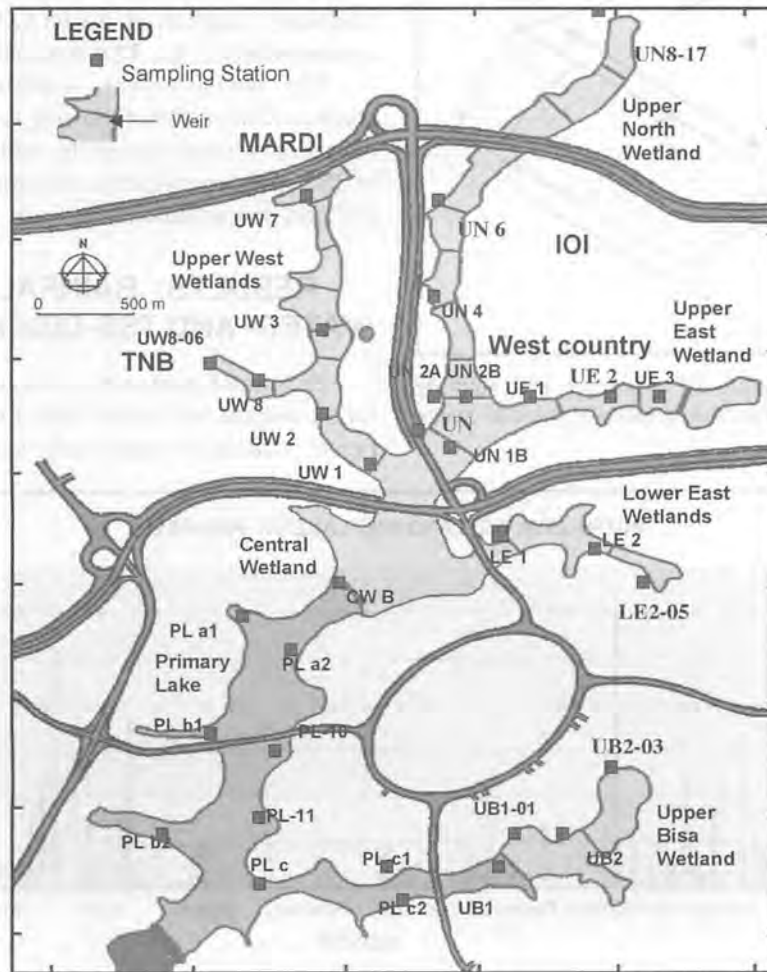 LEGEND
Sampling Station
Weir
MARDI
UN8-17
Upper
North
Wetland
UW 7
UN 6
IOI
Upper West
Wetlands
N
0 500 m
UN 4
UW 3
Upper
East
Wetland
UW8-06
TNB
West country
UN 2A UN 2B
UE 1
UE 2
UE 3
UW 8
UW 2
UN
UN 1B
UW 1
Lower East
Wetlands
Central
Wetland
LE 1
LE 2
CW B
LE2-05
PL a1
PL a2
Primary
Lake
PL b1
PL-10
UB2-03
PL-11
UB1-01
Upper
Bisa
Wetland
PL b2
PL c
PL c1
UB2
PL c2
UB1